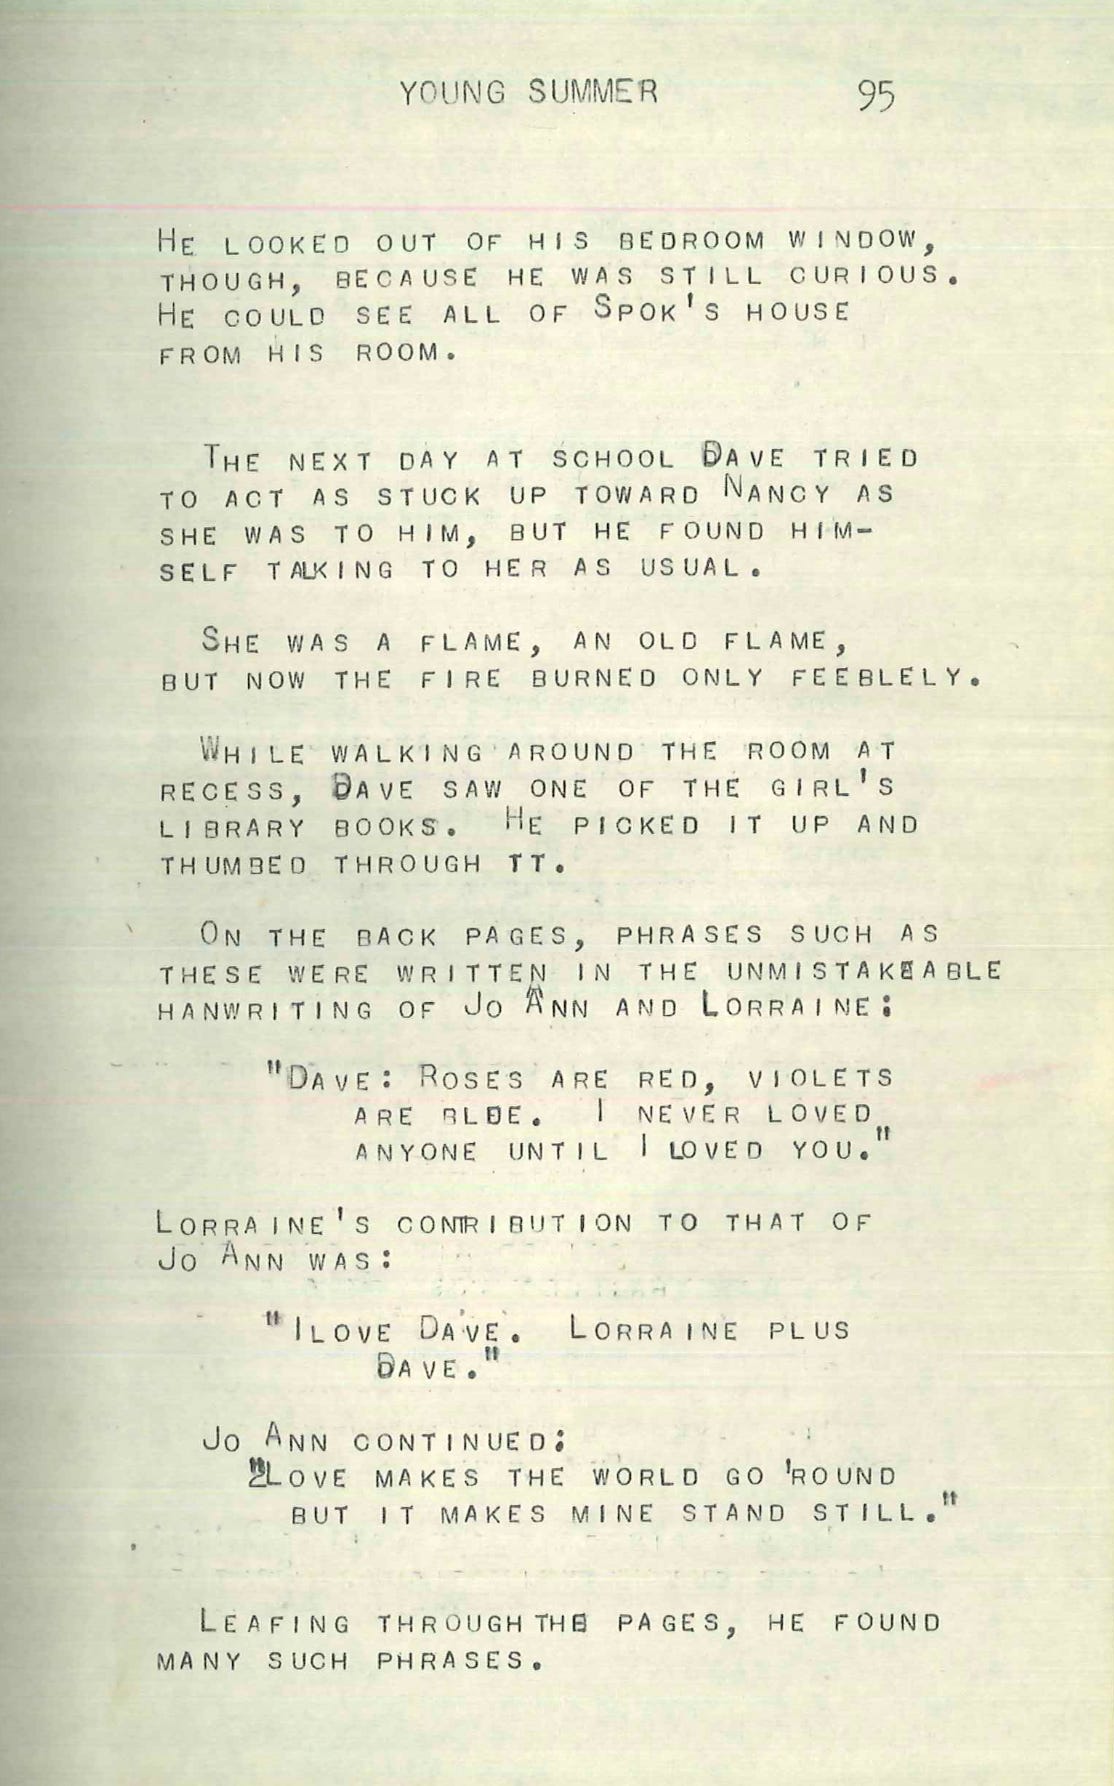 YOUNG SUMMER 95
HE LOOKED OUT OF HIS BEDROOM WINDOW,
THOUGH, BECAUSE HE WAS STILL CURIOUS.
HE COULD SEE ALL OF SPOK'S HOUSE
FROM HIS ROOM.
THE NEXT DAY AT SCHOOL DAVE TRIED
TO ACT AS STUCK UP TOWARD NANCY AS
SHE WAS TO HIM, BUT HE FOUND HIM-
SELF TALKING TO HER AS USUAL.
SHE WAS A FLAME, AN OLD FLAME,
BUT NOW THE FIRE BURNED ONLY FEEBLELY.
WHILE WALKING AROUND THE ROOM AT
RECESS, DAVE SAW ONE OF THE GIRL'S
LIBRARY BOOKS. HE PICKED IT UP AND
THUMBED THROUGH TT.
ON THE BACK PAGES, PHRASES SUCH AS
THESE WERE WRITTEN IN THE UNMISTAKEABLE
HANWRITING OF JO ANN AND LORRAINE:
"DAVE: ROSES ARE RED, VIOLETS
ARE BLUE. I NEVER LOVED
ANYONE UNTIL I LOVED YOU."
LORRAINE'S CONTRIBUTION TO THAT OF
JO ANN WAS:
"I LOVE DAVE. LORRAINE PLUS
DAVE."
JO ANN CONTINUED:
"LOVE MAKES THE WORLD GO 'ROUND
BUT IT MAKES MINE STAND STILL."
LEAFING THROUGH THE PAGES, HE FOUND
MANY SUCH PHRASES.